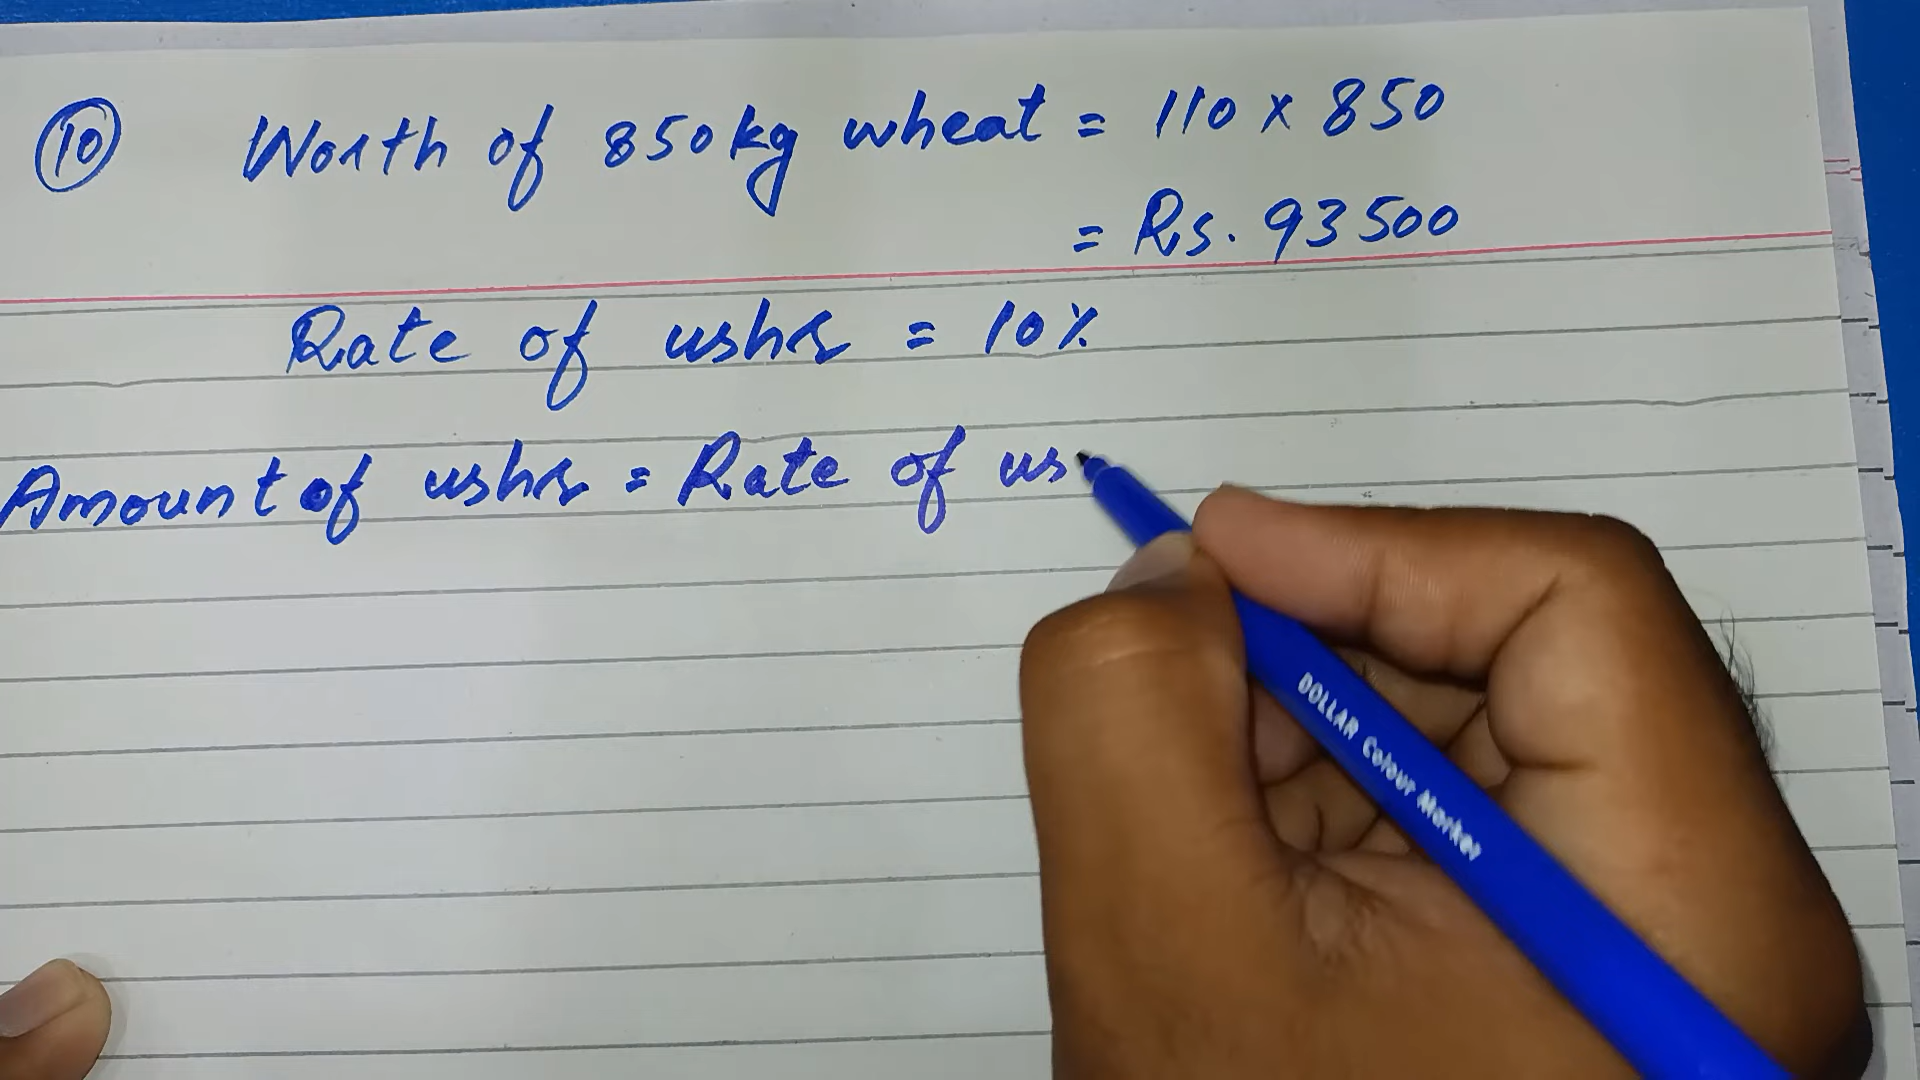 10 Worth of 850kg wheat = 110 x 850
= Rs. 93500
Rate of ushr = 10%
Amount of ushr = Rate of us
DOLLAR Colour Marker